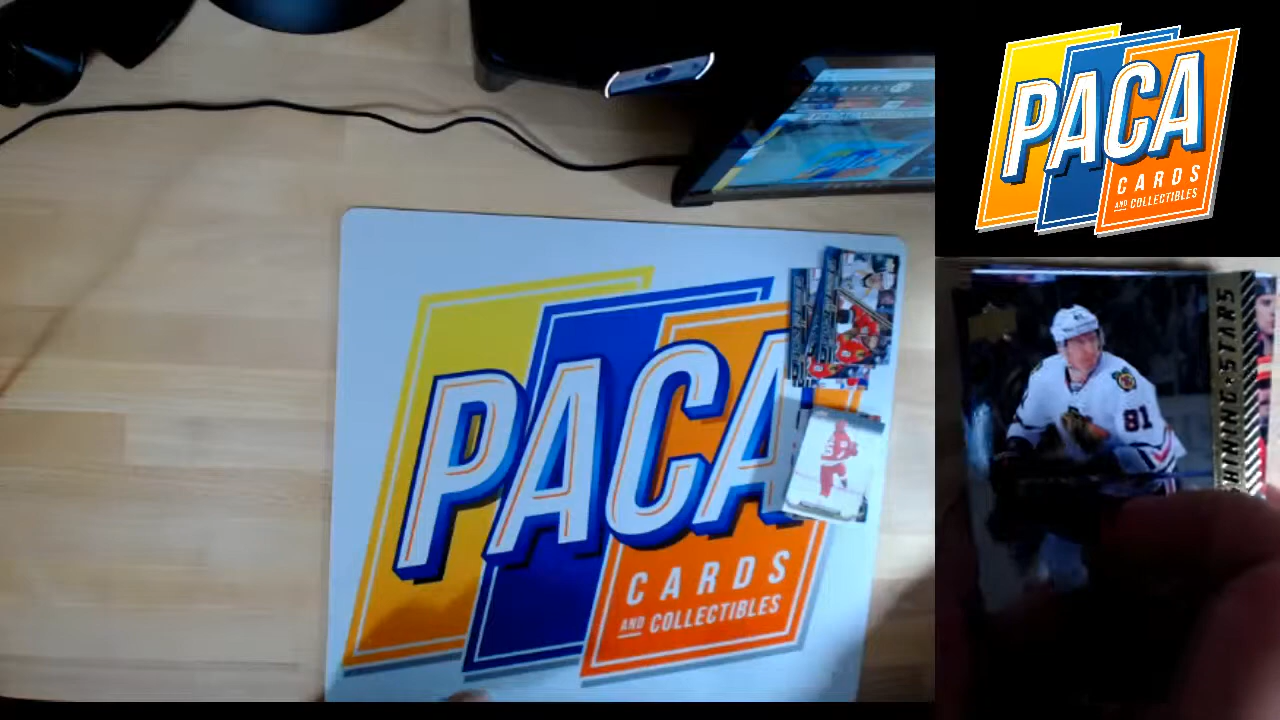 PACA
CARDS
AND COLLECTIBLES
PACA
CARDS
AND COLLECTIBLES
81
SHINING★STARS